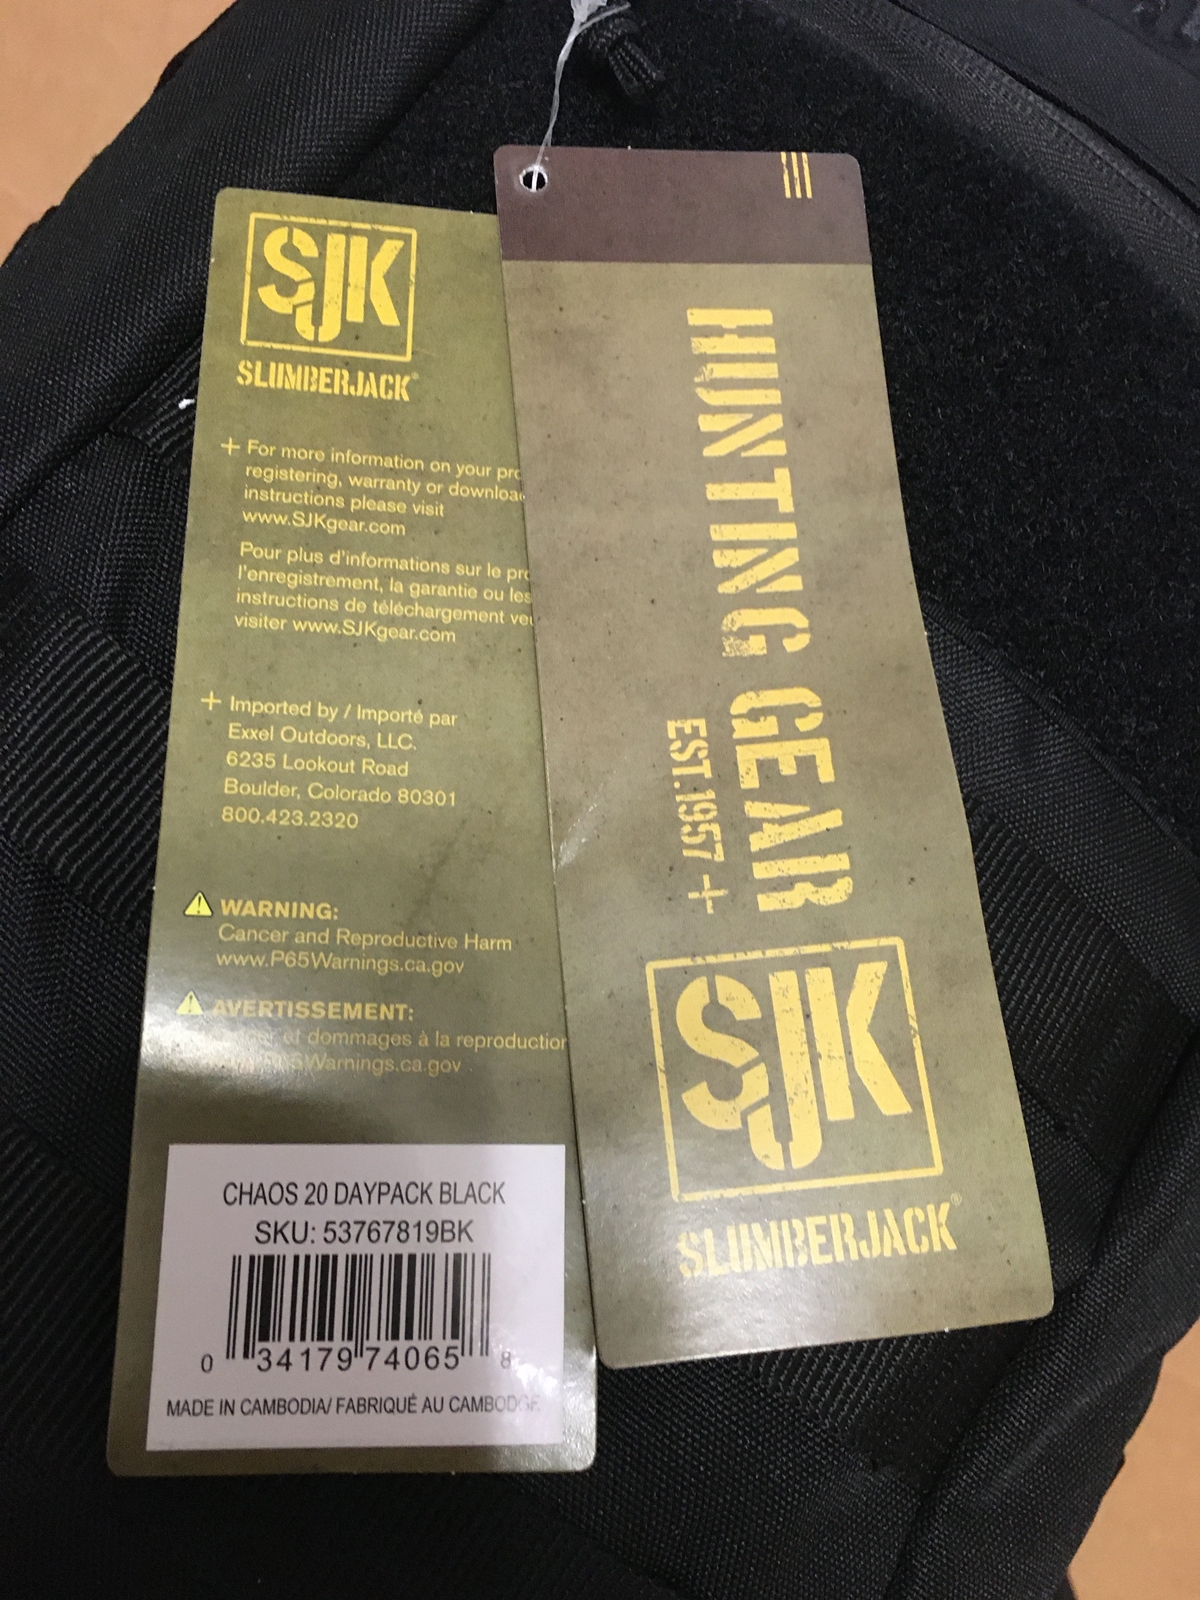 SJK
SLUMBERJACK®
+ For more information on your
registering, warranty or
instructions please visit
www.SJKgear.com
Pour plus d'informations sur le
l'enregistrement, la garantie ou les
instructions de téléchargement
visiter www.SJKgear.com
+ Imported by / Importé par
Exxel Outdoors, LLC.
6235 Lookout Road
Boulder, Colorado 80301
800.423.2320
WARNING:
Cancer and Reproductive Harm
www.P65Warnings.ca.gov
AVERTISSEMENT:
et dommages à la reproduction
CHAOS 20 DAYPACK BLACK
SKU: 53767819BK
0 34179 74065 8
MADE IN CAMBODIA/ FABRIQUÉ AU CAMBODGE
HUNTING GEAR
EST.1957 +
SJK
SLUMBERJACK®